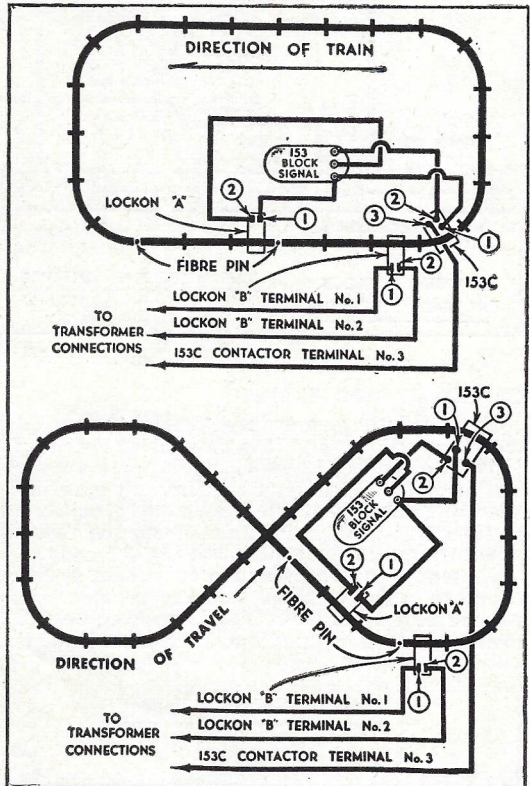 DIRECTION OF TRAIN
153
BLOCK
SIGNAL
LOCKON "A"
2
1
3
2
1
FIBRE PIN
2
153C
1
LOCKON "B" TERMINAL No.1
LOCKON "B" TERMINAL No.2
TO
TRANSFORMER
CONNECTIONS
153C CONTACTOR TERMINAL No.3
153C
1
3
2
153
BLOCK
SIGNAL
2
1
LOCKON "A"
FIBRE PIN
DIRECTION OF TRAVEL
2
1
LOCKON "B" TERMINAL No.1
LOCKON "B" TERMINAL No.2
TO
TRANSFORMER
CONNECTIONS
153C CONTACTOR TERMINAL No.3